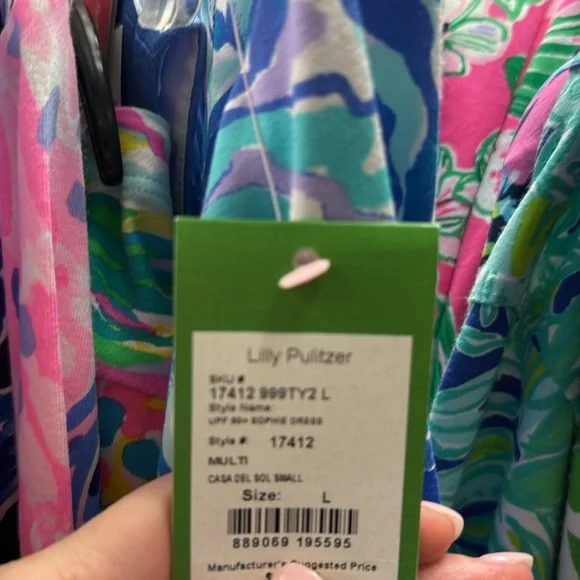 Lilly Pulitzer
SKU #
17412 999TY2 L
Style Name:
UPF 50+ SOPHIE DRESS
Style #: 17412
MULTI
CASA DEL SOL SMALL
Size: L
889069 195595
Manufacturer's Suggested Price
$